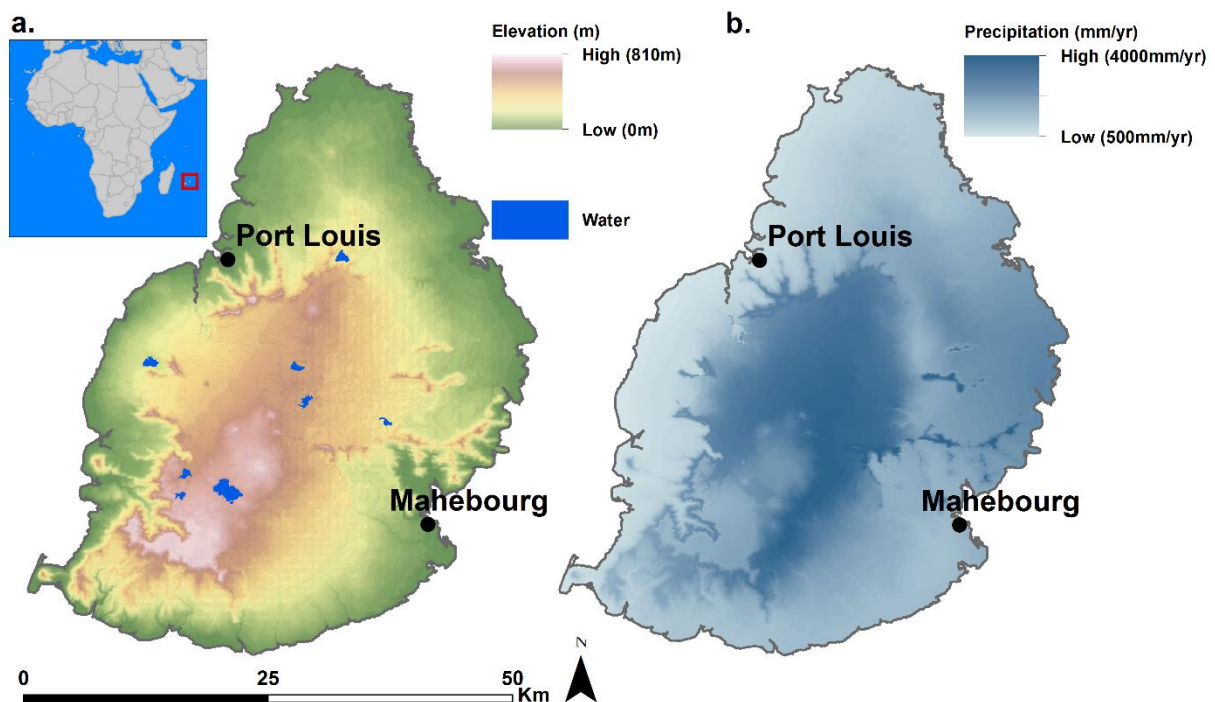 a.
Elevation (m)
High (810m)
Low (0m)
Water
Port Louis
Mahebourg
0
25
50
Km
N
b.
Precipitation (mm/yr)
High (4000mm/yr)
Low (500mm/yr)
Port Louis
Mahebourg